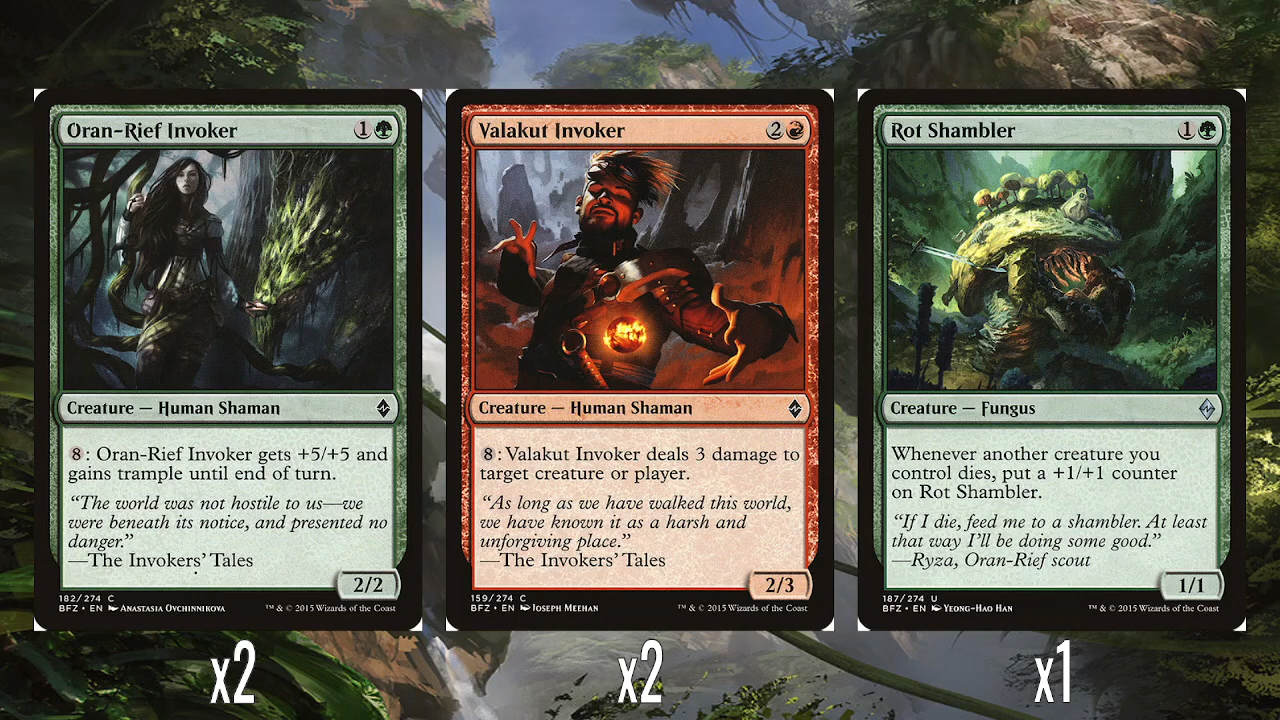 Oran-Rief Invoker 1
Creature — Human Shaman
8: Oran-Rief Invoker gets +5/+5 and
gains trample until end of turn.
“The world was not hostile to us—we
were beneath its notice, and presented no
danger.”
—The Invokers’ Tales
2/2
182/274 C
BFZ • EN Anastasia Ovchinnikova
™ & © 2015 Wizards of the Coast
x2
Valakut Invoker 2
Creature — Human Shaman
8: Valakut Invoker deals 3 damage to
target creature or player.
“As long as we have walked this world,
we have known it as a harsh and
unforgiving place.”
—The Invokers’ Tales
2/3
159/274 C
BFZ • EN Joseph Meehan
™ & © 2015 Wizards of the Coast
x2
Rot Shambler 1
Creature — Fungus
Whenever another creature you
control dies, put a +1/+1 counter
on Rot Shambler.
“If I die, feed me to a shambler. At least
that way I’ll be doing some good.”
—Ryza, Oran-Rief scout
1/1
187/274 U
BFZ • EN Yeong-Hao Han
™ & © 2015 Wizards of the Coast
x1